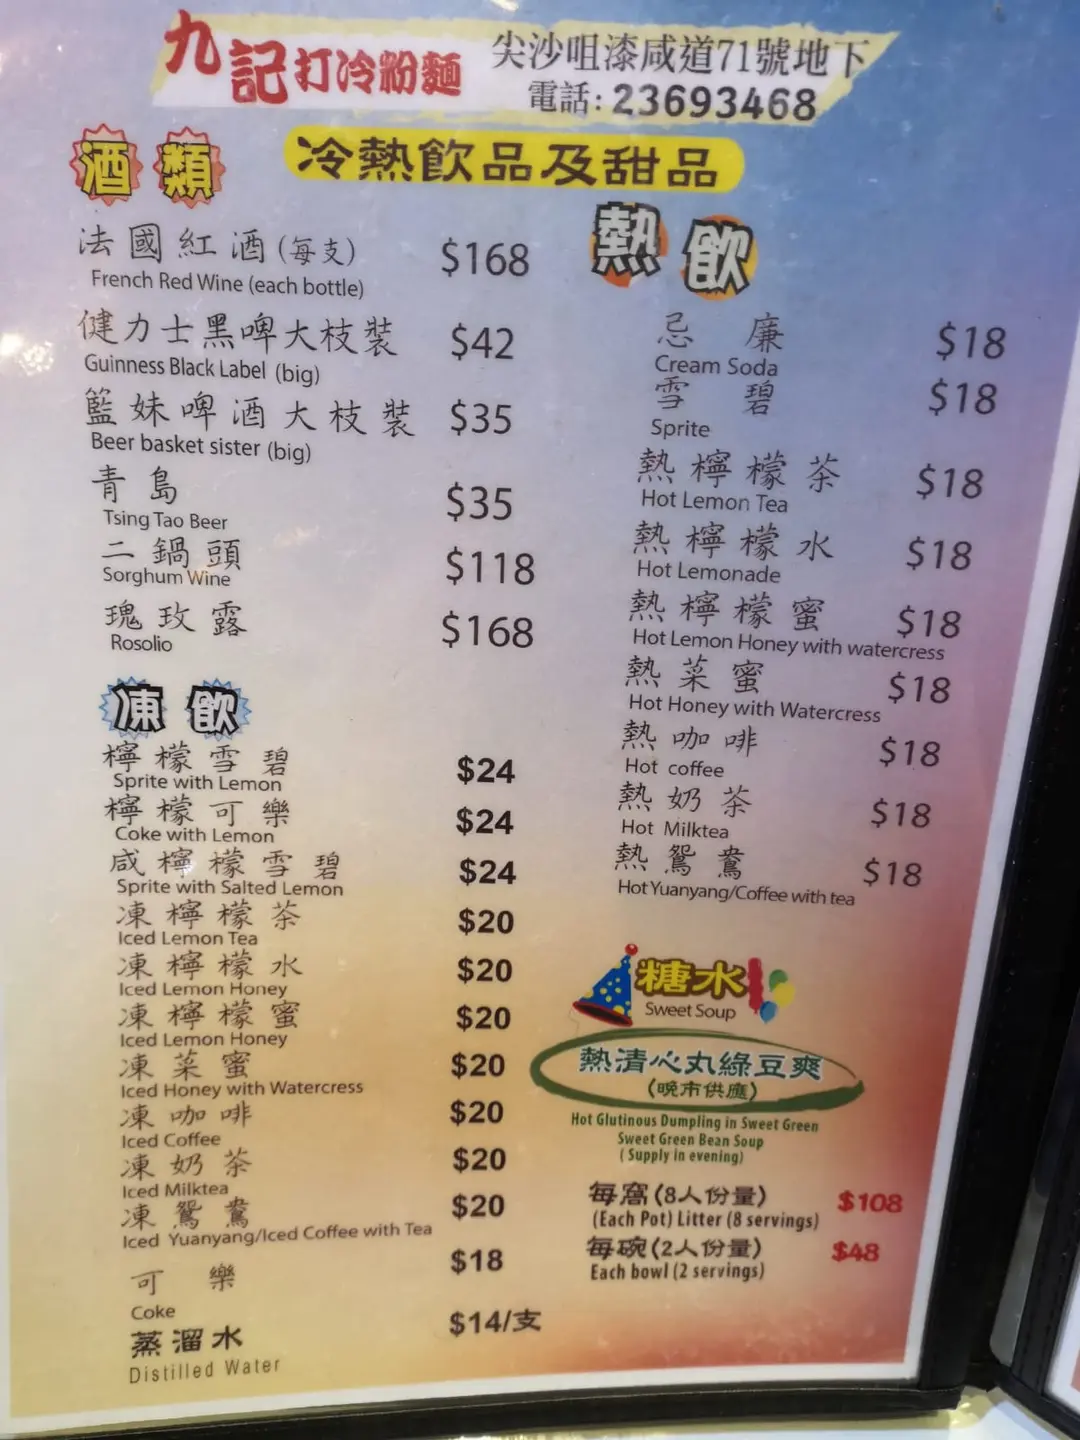 九記打冷粉麵
尖沙咀漆咸道71號地下
電話: 23693468
冷熱飲品及甜品
酒類
法國紅酒(每支) $168
French Red Wine (each bottle)
健力士黑啤大枝裝 $42
Guinness Black Label (big)
籃妹啤酒大枝裝 $35
Beer basket sister (big)
青島 $35
Tsing Tao Beer
二鍋頭 $118
Sorghum Wine
瑰玫露 $168
Rosolio
凍飲
檸檬雪碧 $24
Sprite with Lemon
檸檬可樂 $24
Coke with Lemon
咸檸檬雪碧 $24
Sprite with Salted Lemon
凍檸檬茶 $20
Iced Lemon Tea
凍檸檬水 $20
Iced Lemon Honey
凍檸檬蜜 $20
Iced Lemon Honey
凍菜蜜 $20
Iced Honey with Watercress
凍咖啡 $20
Iced Coffee
凍奶茶 $20
Iced Milktea
凍鴛鴦 $20
Iced Yuanyang/Iced Coffee with Tea
可樂 $18
Coke
蒸溜水 $14/支
Distilled Water
熱飲
忌廉 $18
Cream Soda
雪碧 $18
Sprite
熱檸檬茶 $18
Hot Lemon Tea
熱檸檬水 $18
Hot Lemonade
熱檸檬蜜 $18
Hot Lemon Honey with watercress
熱菜蜜 $18
Hot Honey with Watercress
熱咖啡 $18
Hot coffee
熱奶茶 $18
Hot Milktea
熱鴛鴦 $18
Hot Yuanyang/Coffee with tea
糖水
Sweet Soup
熱清心丸綠豆爽
(晚市供應)
Hot Glutinous Dumpling in Sweet Green
Sweet Green Bean Soup
( Supply in evening)
每窩(8人份量) $108
(Each Pot) Litter (8 servings)
每碗(2人份量) $48
Each bowl (2 servings)